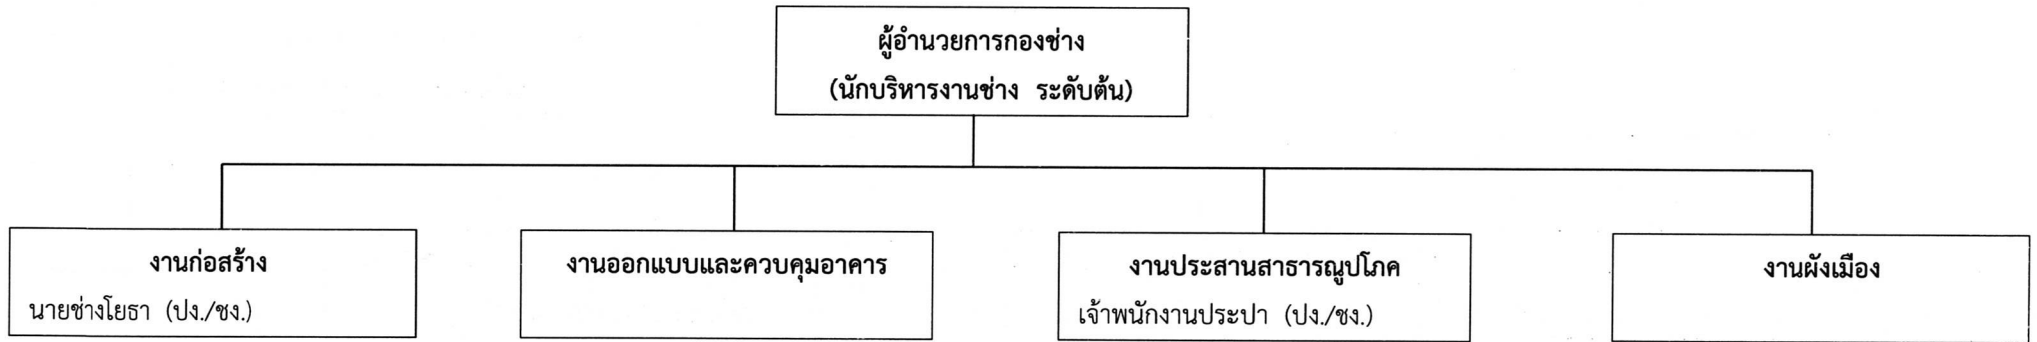 ผู้อำนวยการกองช่าง
(นักบริหารงานช่าง ระดับต้น)
งานก่อสร้าง
นายช่างโยธา (ปง./ชง.)
งานออกแบบและควบคุมอาคาร
งานประสานสาธารณูปโภค
เจ้าพนักงานประปา (ปง./ชง.)
งานผังเมือง